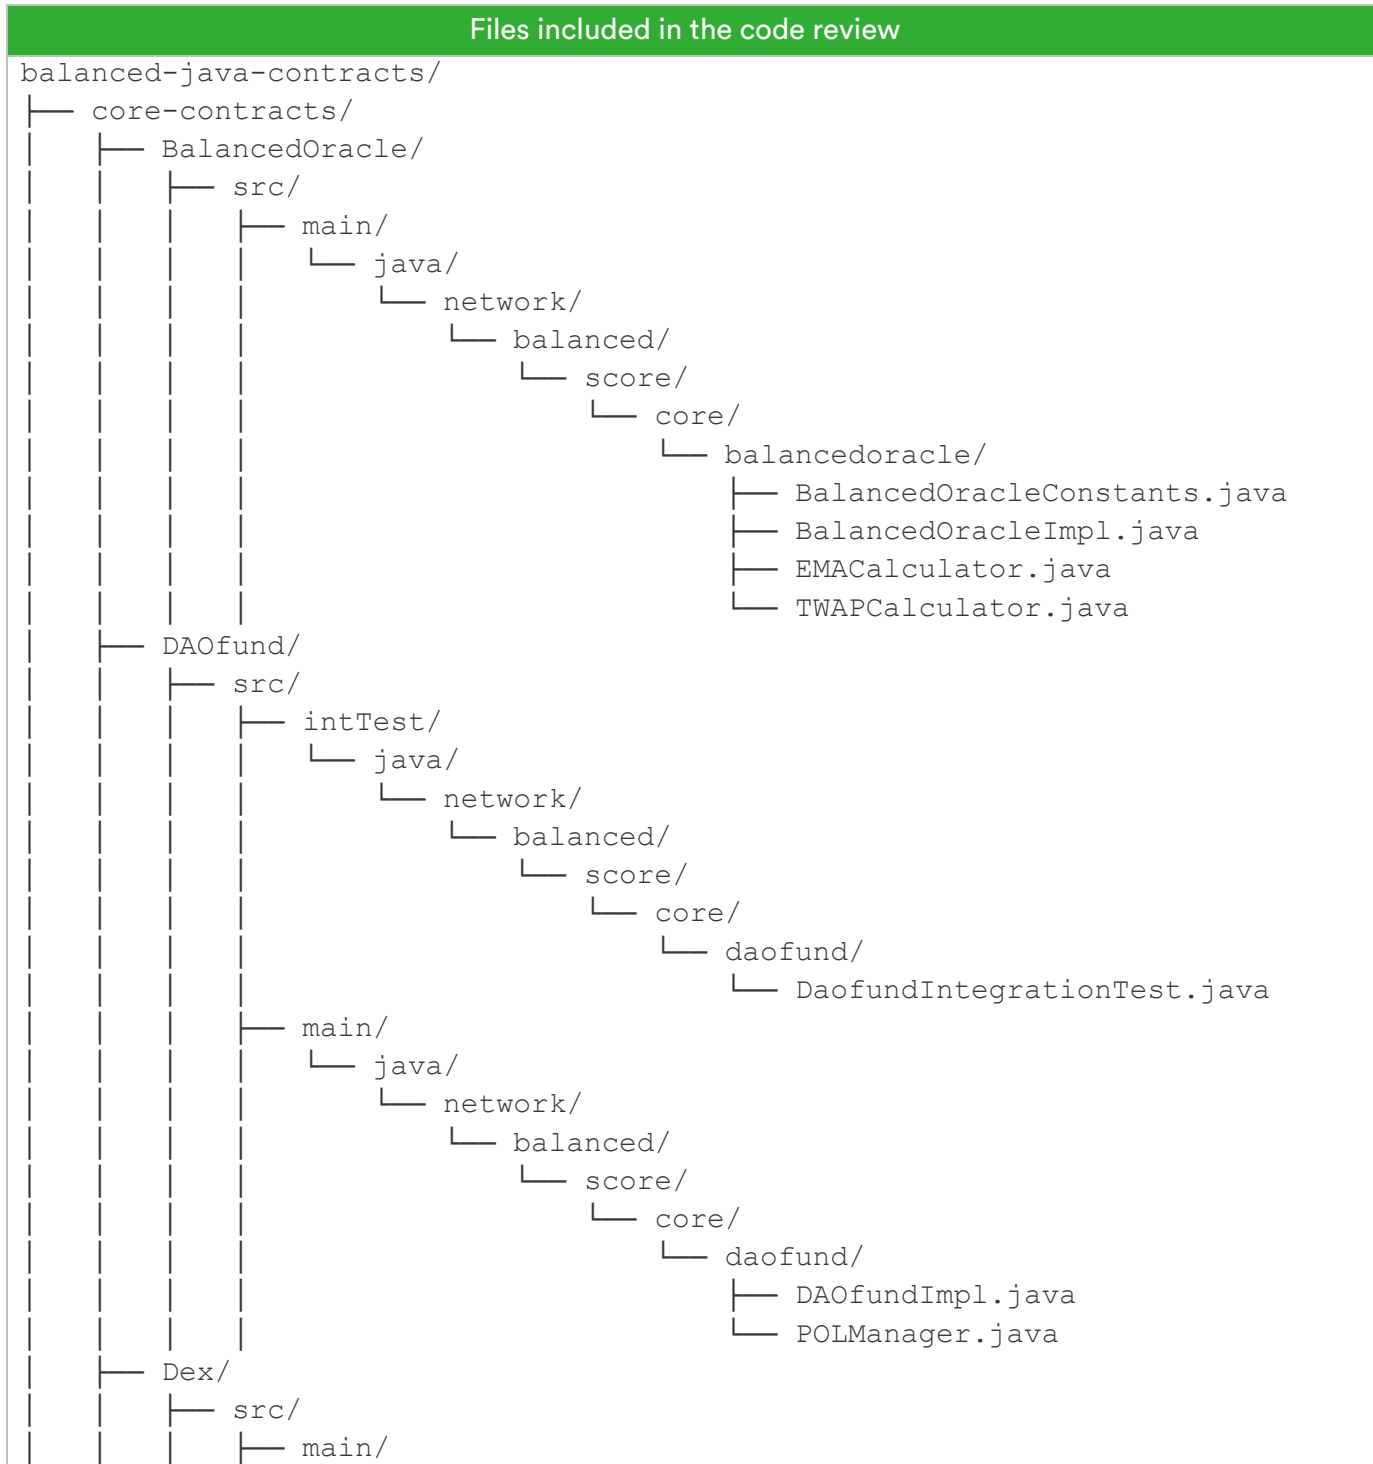 Files included in the code review
balanced-java-contracts/
├── core-contracts/
│   ├── BalancedOracle/
│   │   ├── src/
│   │   │   ├── main/
│   │   │   │   └── java/
│   │   │   │       └── network/
│   │   │   │           └── balanced/
│   │   │   │               └── score/
│   │   │   │                   └── core/
│   │   │   │                       └── balancedoracle/
│   │   │   │                           ├── BalancedOracleConstants.java
│   │   │   │                           ├── BalancedOracleImpl.java
│   │   │   │                           ├── EMACalculator.java
│   │   │   │                           └── TWAPCalculator.java
│   ├── DAOfund/
│   │   ├── src/
│   │   │   ├── intTest/
│   │   │   │   └── java/
│   │   │   │       └── network/
│   │   │   │           └── balanced/
│   │   │   │               └── score/
│   │   │   │                   └── core/
│   │   │   │                       └── daofund/
│   │   │   │                           └── DaofundIntegrationTest.java
│   │   │   ├── main/
│   │   │   │   └── java/
│   │   │   │       └── network/
│   │   │   │           └── balanced/
│   │   │   │               └── score/
│   │   │   │                   └── core/
│   │   │   │                       └── daofund/
│   │   │   │                           ├── DAOfundImpl.java
│   │   │   │                           └── POLManager.java
│   ├── Dex/
│   │   ├── src/
│   │   │   ├── main/